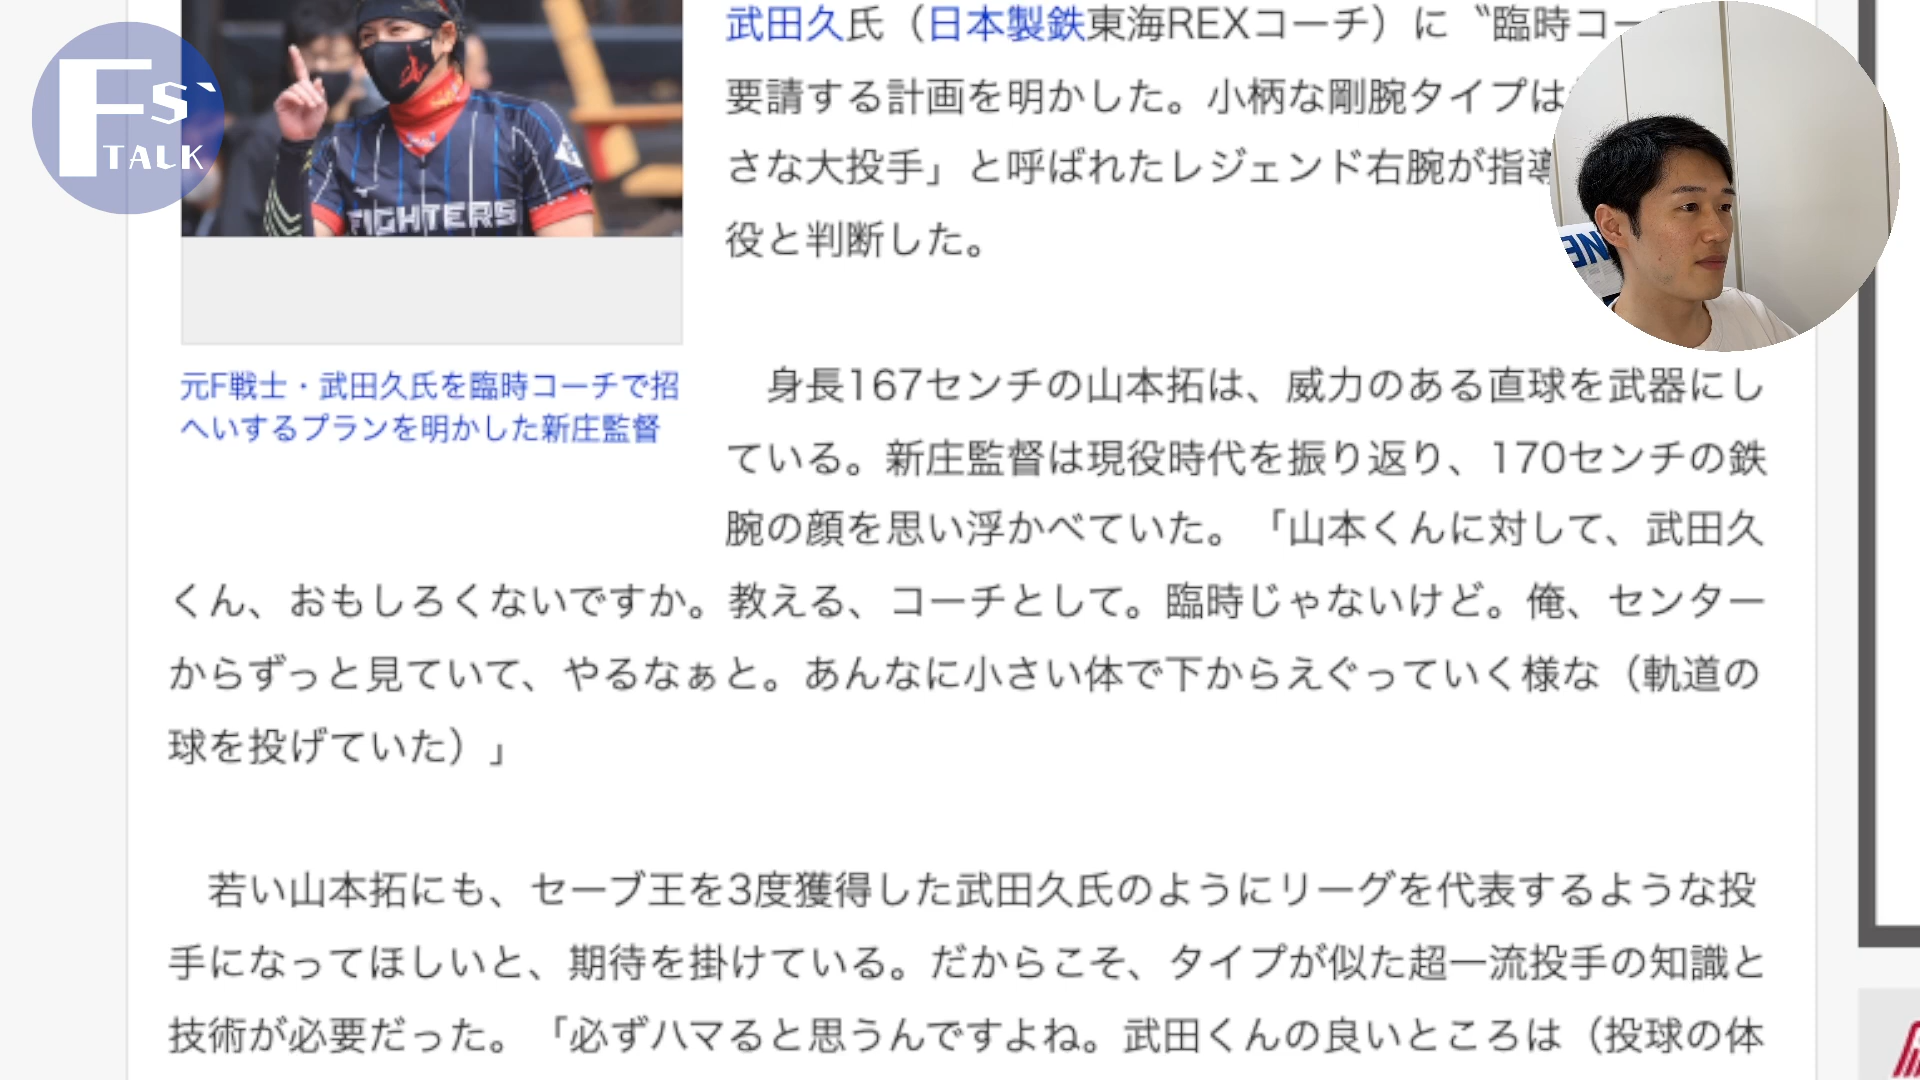 Fs`
TALK
FIGHTERS
元F戦士・武田久氏を臨時コーチで招
へいするプランを明かした新庄監督
武田久氏（日本製鉄東海REXコーチ）に〝臨時コー
要請する計画を明かした。小柄な剛腕タイプは
さな大投手」と呼ばれたレジェンド右腕が指導
役と判断した。
身長167センチの山本拓は、威力のある直球を武器にし
ている。新庄監督は現役時代を振り返り、170センチの鉄
腕の顔を思い浮かべていた。「山本くんに対して、武田久
くん、おもしろくないですか。教える、コーチとして。臨時じゃないけど。俺、センター
からずっと見ていて、やるなぁと。あんなに小さい体で下からえぐっていく様な（軌道の
球を投げていた）」
若い山本拓にも、セーブ王を3度獲得した武田久氏のようにリーグを代表するような投
手になってほしいと、期待を掛けている。だからこそ、タイプが似た超一流投手の知識と
技術が必要だった。「必ずハマると思うんですよね。武田くんの良いところは（投球の体